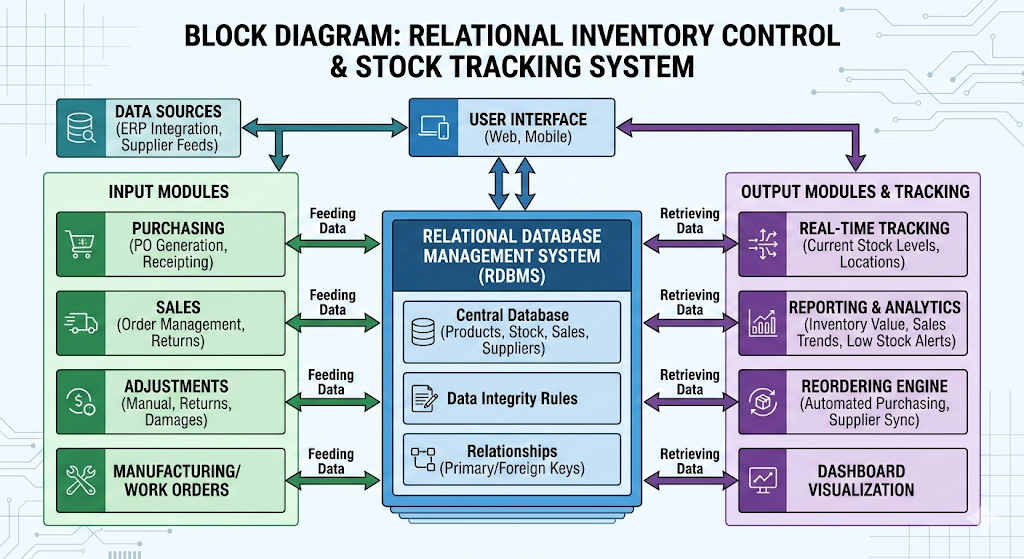 BLOCK DIAGRAM: RELATIONAL INVENTORY CONTROL
& STOCK TRACKING SYSTEM
DATA SOURCES
(ERP Integration,
Supplier Feeds)
USER INTERFACE
(Web, Mobile)
INPUT MODULES
PURCHASING
(PO Generation,
Receipting)
SALES
(Order Management,
Returns)
ADJUSTMENTS
(Manual, Returns,
Damages)
MANUFACTURING/
WORK ORDERS
Feeding
Data
Feeding
Data
Feeding
Data
Feeding
Data
RELATIONAL DATABASE
MANAGEMENT SYSTEM
(RDBMS)
Central Database
(Products, Stock, Sales,
Suppliers)
Data Integrity Rules
Relationships
(Primary/Foreign Keys)
Retrieving
Data
Retrieving
Data
Retrieving
Data
Retrieving
Data
OUTPUT MODULES & TRACKING
REAL-TIME TRACKING
(Current Stock Levels,
Locations)
REPORTING & ANALYTICS
(Inventory Value, Sales
Trends, Low Stock Alerts)
REORDERING ENGINE
(Automated Purchasing,
Supplier Sync)
DASHBOARD
VISUALIZATION